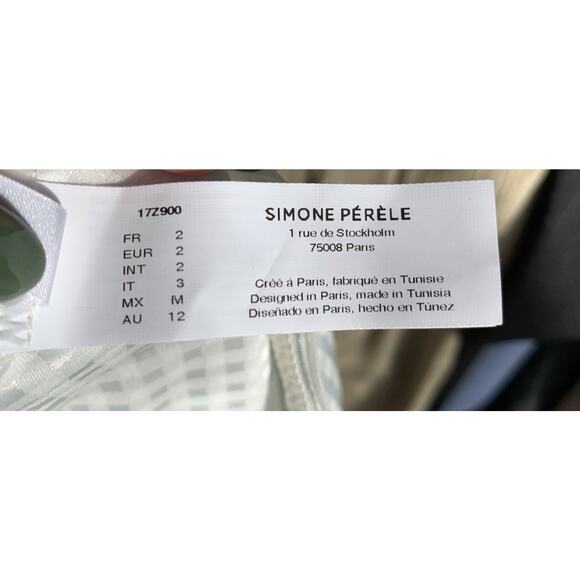 17Z900
FR 2
EUR 2
INT 2
IT 3
MX M
AU 12
SIMONE PÉRÈLE
1 rue de Stockholm
75008 Paris
Créé à Paris, fabriqué en Tunisie
Designed in Paris, made in Tunisia
Diseñado en Paris, hecho en Túnez